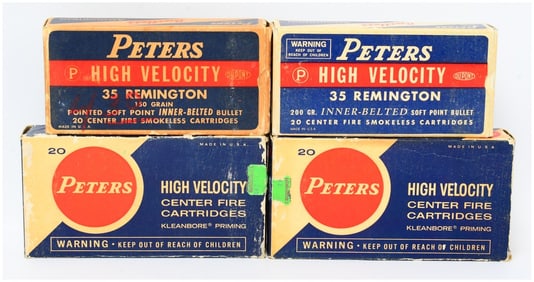 PETERS
P HIGH VELOCITY DUPONT
35 REMINGTON
150 GRAIN
POINTED SOFT POINT INNER-BELTED BULLET
20 CENTER FIRE SMOKELESS CARTRIDGES
MADE IN U.S.A.
WARNING
KEEP OUT OF REACH
OF CHILDREN
PETERS
P HIGH VELOCITY DUPONT
35 REMINGTON
200 GR. INNER-BELTED SOFT POINT BULLET
20 CENTER FIRE SMOKELESS CARTRIDGES
MADE IN U.S.A.
20
MADE IN U.S.A.
PETERS
HIGH VELOCITY
CENTER FIRE
CARTRIDGES
KLEANBORE® PRIMING
WARNING • KEEP OUT OF REACH OF CHILDREN
20
MADE IN U.S.A.
PETERS
HIGH VELOCITY
CENTER FIRE
CARTRIDGES
KLEANBORE® PRIMING
WARNING • KEEP OUT OF REACH OF CHILDREN